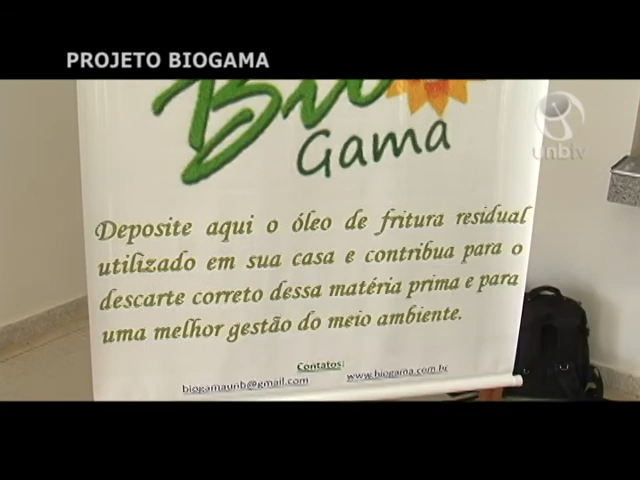 PROJETO BIOGAMA
Bio
Gama
unbtv
Deposite aqui o óleo de fritura residual
utilizado em sua casa e contribua para o
descarte correto dessa matéria prima e para
uma melhor gestão do meio ambiente.
Contatos:
biogamaunb@gmail.com www.biogama.com.br